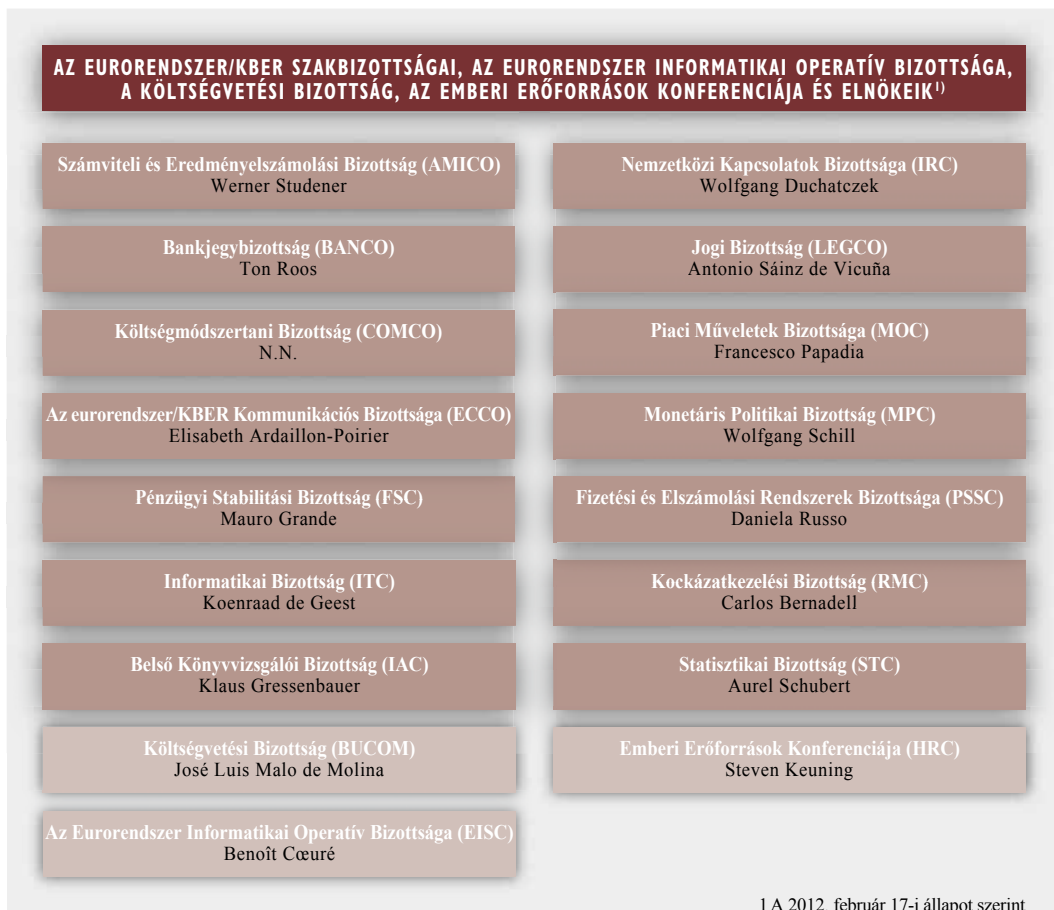 AZ EURORENDSZER/KBER SZAKBIZOTTSÁGAI, AZ EURORENDSZER INFORMATIKAI OPERATÍV BIZOTTSÁGA,
A KÖLTSÉGVETÉSI BIZOTTSÁG, AZ EMBERI ERŐFORRÁSOK KONFERENCIÁJA ÉS ELNÖKEIK1)
Számviteli és Eredményelszámolási Bizottság (AMICO)
Werner Studener
Bankjegybizottság (BANCO)
Ton Roos
Költségmódszertani Bizottság (COMCO)
N.N.
Az eurorendszer/KBER Kommunikációs Bizottsága (ECCO)
Elisabeth Ardaillon-Poirier
Pénzügyi Stabilitási Bizottság (FSC)
Mauro Grande
Informatikai Bizottság (ITC)
Koenraad de Geest
Belső Könyvvizsgálói Bizottság (IAC)
Klaus Gressenbauer
Költségvetési Bizottság (BUCOM)
José Luis Malo de Molina
Az Eurorendszer Informatikai Operatív Bizottsága (EISC)
Benoît Cœuré
Nemzetközi Kapcsolatok Bizottsága (IRC)
Wolfgang Duchatczek
Jogi Bizottság (LEGCO)
Antonio Sáinz de Vicuña
Piaci Műveletek Bizottsága (MOC)
Francesco Papadia
Monetáris Politikai Bizottság (MPC)
Wolfgang Schill
Fizetési és Elszámolási Rendszerek Bizottsága (PSSC)
Daniela Russo
Kockázatkezelési Bizottság (RMC)
Carlos Bernadell
Statisztikai Bizottság (STC)
Aurel Schubert
Emberi Erőforrások Konferenciája (HRC)
Steven Keuning
1 A 2012. február 17-i állapot szerint